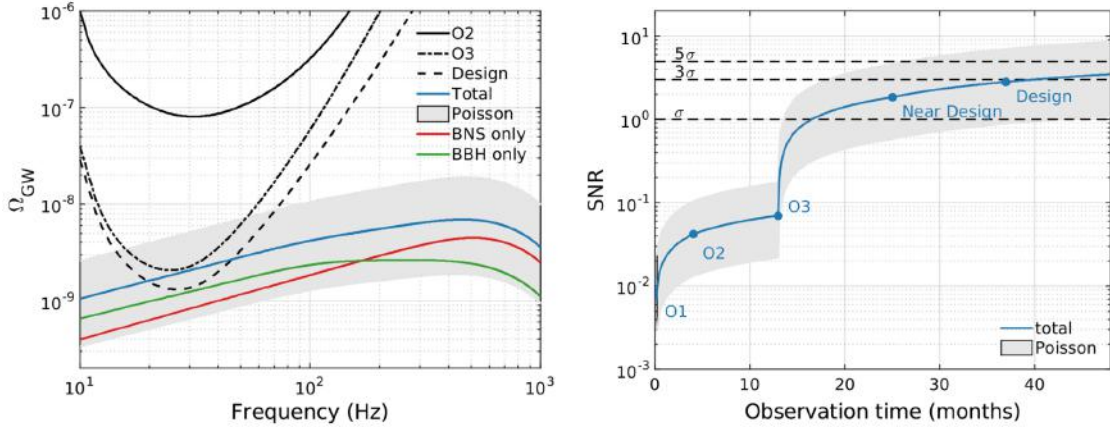 10^-6
10^-7
10^-8
10^-9
Ω_GW
10^1
10^2
10^3
Frequency (Hz)
O2
O3
Design
Total
Poisson
BNS only
BBH only
10^1
10^0
10^-1
10^-2
10^-3
SNR
5σ
3σ
σ
Design
Near Design
O3
O2
O1
total
Poisson
0
10
20
30
40
Observation time (months)